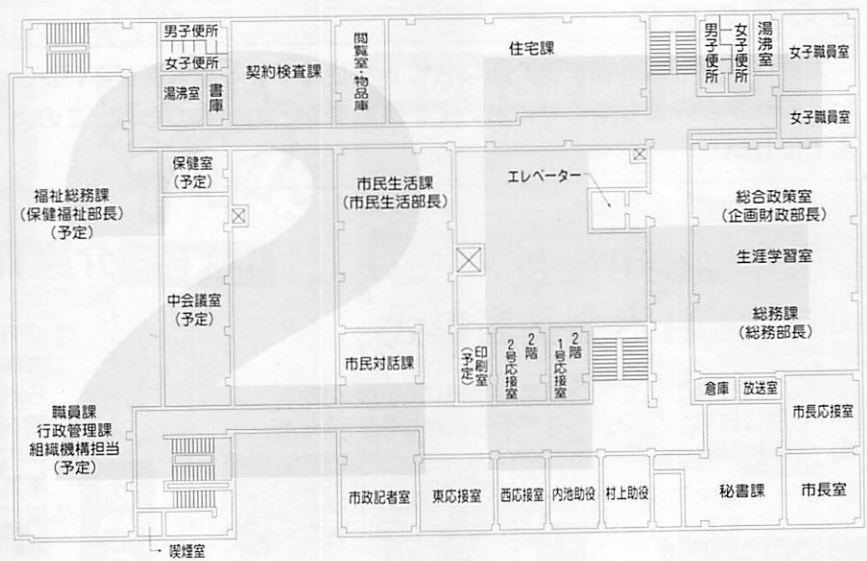 2F
男子便所
女子便所
湯沸室
書庫
契約検査課
閲覧室・物品庫
住宅課
男子便所
女子便所
湯沸室
女子職員室
女子職員室
福祉総務課
(保健福祉部長)
(予定)
保健室
(予定)
市民生活課
(市民生活部長)
エレベーター
総合政策室
(企画財政部長)
生涯学習室
総務課
(総務部長)
中会議室
(予定)
市民対話課
印刷室
(予定)
2階
2号応接室
2階
1号応接室
倉庫
放送室
市長応接室
職員課
行政管理課
組織機構担当
(予定)
市政記者室
東応接室
西応接室
内池助役
村上助役
秘書課
市長室
喫煙室